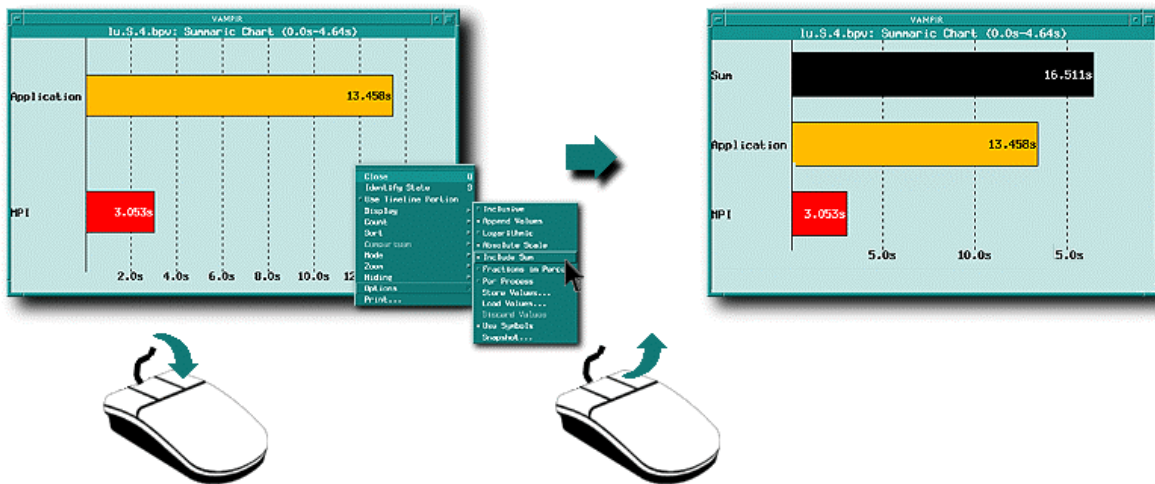 VAMPIR
lu.S.4.bpv: Summaric Chart (0.0s-4.64s)
Application
13.458s
MPI
3.053s
2.0s 4.0s 6.0s 8.0s 10.0s 12
Close Q
Identify State S
Use Timeline Portion
Display
Count
Sort
Comparison
Mode
Zoom
Hiding
Options
Print...
Inclusive
Append Values
Logarithmic
Absolute Scale
Include Sum
Fractions in Perce
Per Process
Store Values...
Load Values...
Discard Values
Use Symbols
Snapshot...
VAMPIR
lu.S.4.bpv: Summaric Chart (0.0s-4.64s)
Sum
16.511s
Application
13.458s
MPI
3.053s
5.0s 10.0s 5.0s